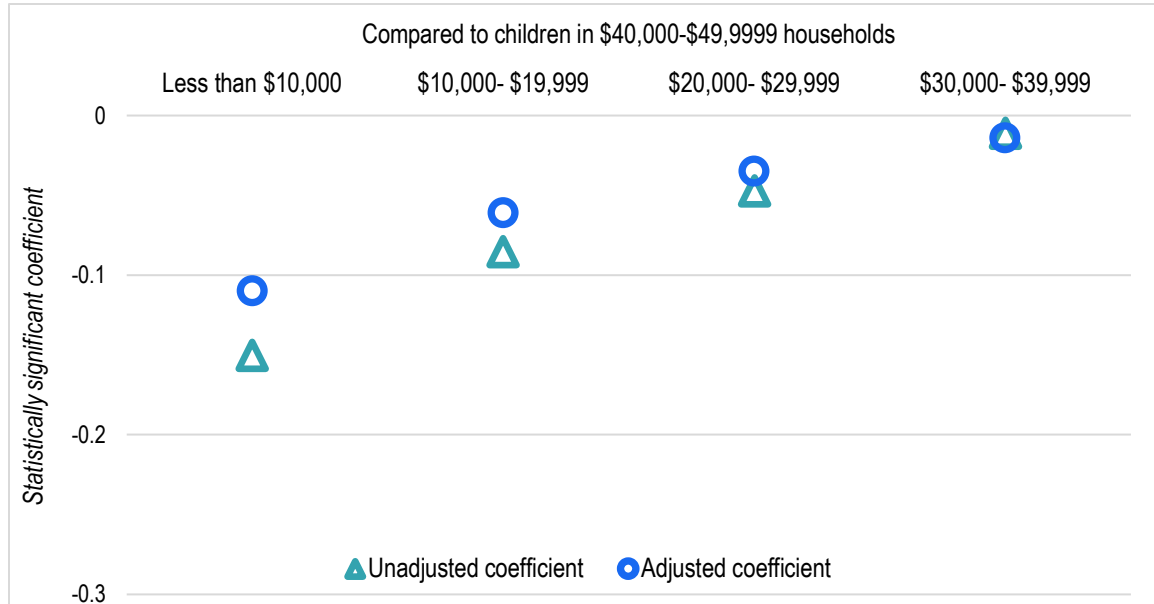 Compared to children in $40,000-$49,9999 households
Less than $10,000 $10,000- $19,999 $20,000- $29,999 $30,000- $39,999
0
-0.1
-0.2
-0.3
Statistically significant coefficient
Unadjusted coefficient Adjusted coefficient